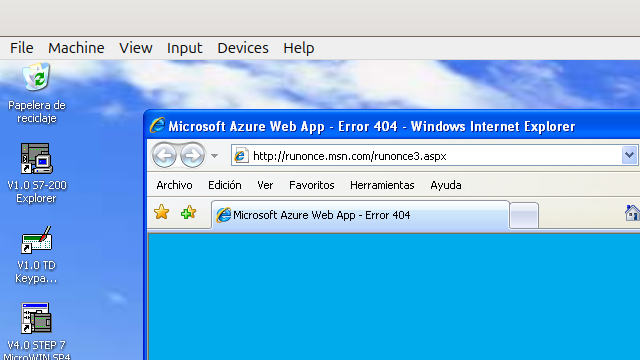 File Machine View Input Devices Help
Papelera de
reciclaje
V1.0 S7-200
Explorer
V1.0 TD
Keypa...
V4.0 STEP 7
MicroWIN SP4
Microsoft Azure Web App - Error 404 - Windows Internet Explorer
http://runonce.msn.com/runonce3.aspx
Archivo Edición Ver Favoritos Herramientas Ayuda
Microsoft Azure Web App - Error 404